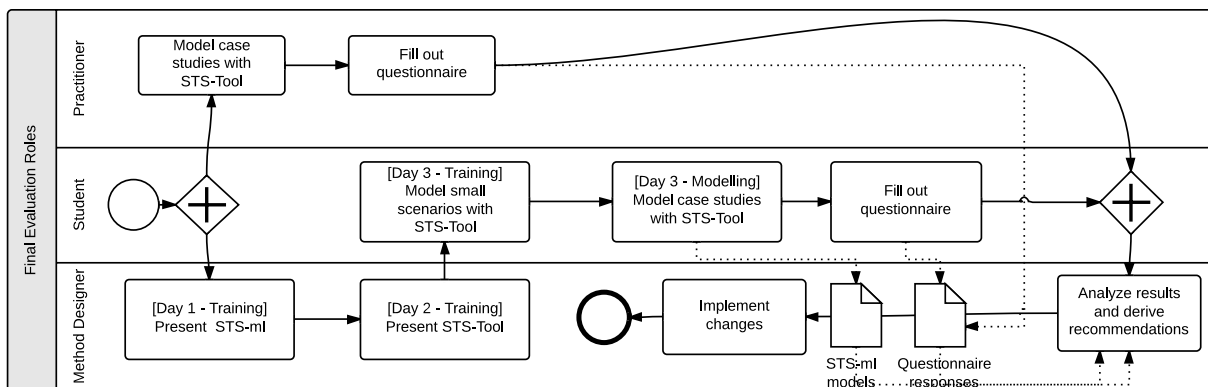 Final Evaluation Roles
Practitioner
Model case
studies with
STS-Tool
Fill out
questionnaire
Student
[Day 3 - Training]
Model small
scenarios with
STS-Tool
[Day 3 - Modelling]
Model case studies
with STS-Tool
Fill out
questionnaire
Method Designer
[Day 1 - Training]
Present STS-ml
[Day 2 - Training]
Present STS-Tool
Implement
changes
STS-ml
models
Questionnaire
responses
Analyze results
and derive
recommendations